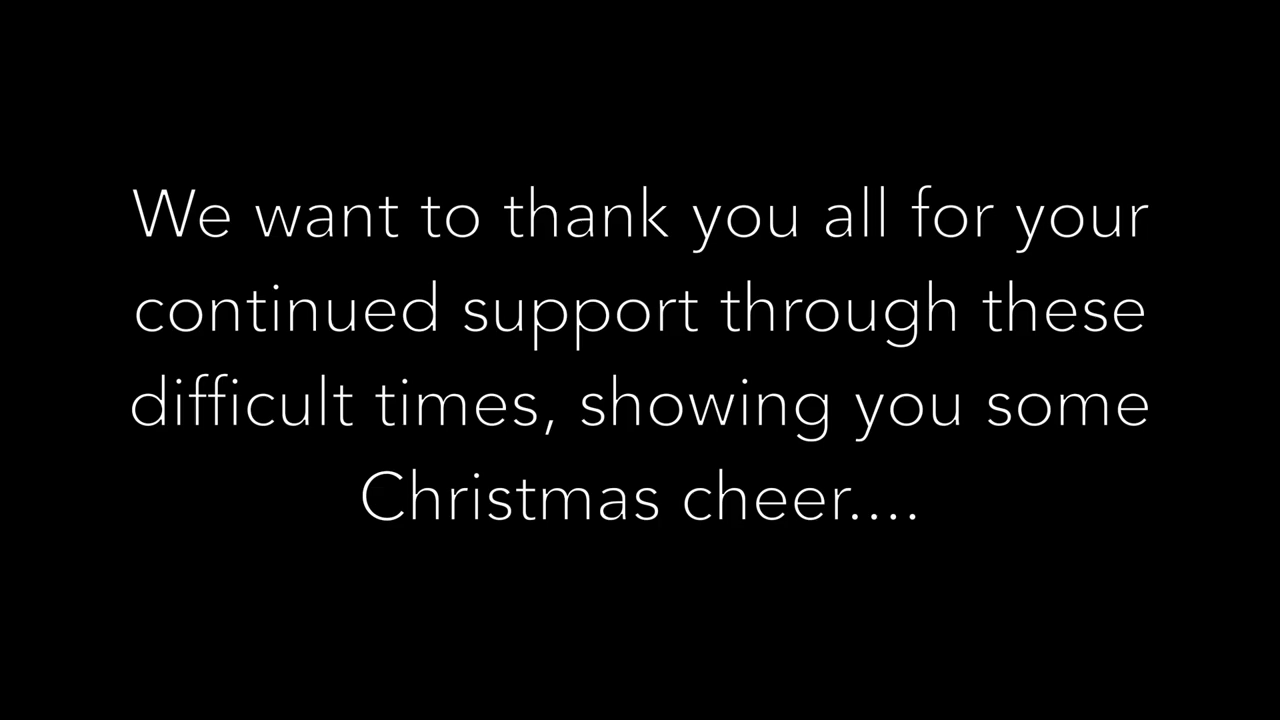 We want to thank you all for your
continued support through these
difficult times, showing you some
Christmas cheer....